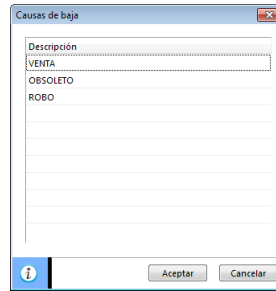 Causas de baja
Descripción
VENTA
OBSOLETO
ROBO
Aceptar Cancelar